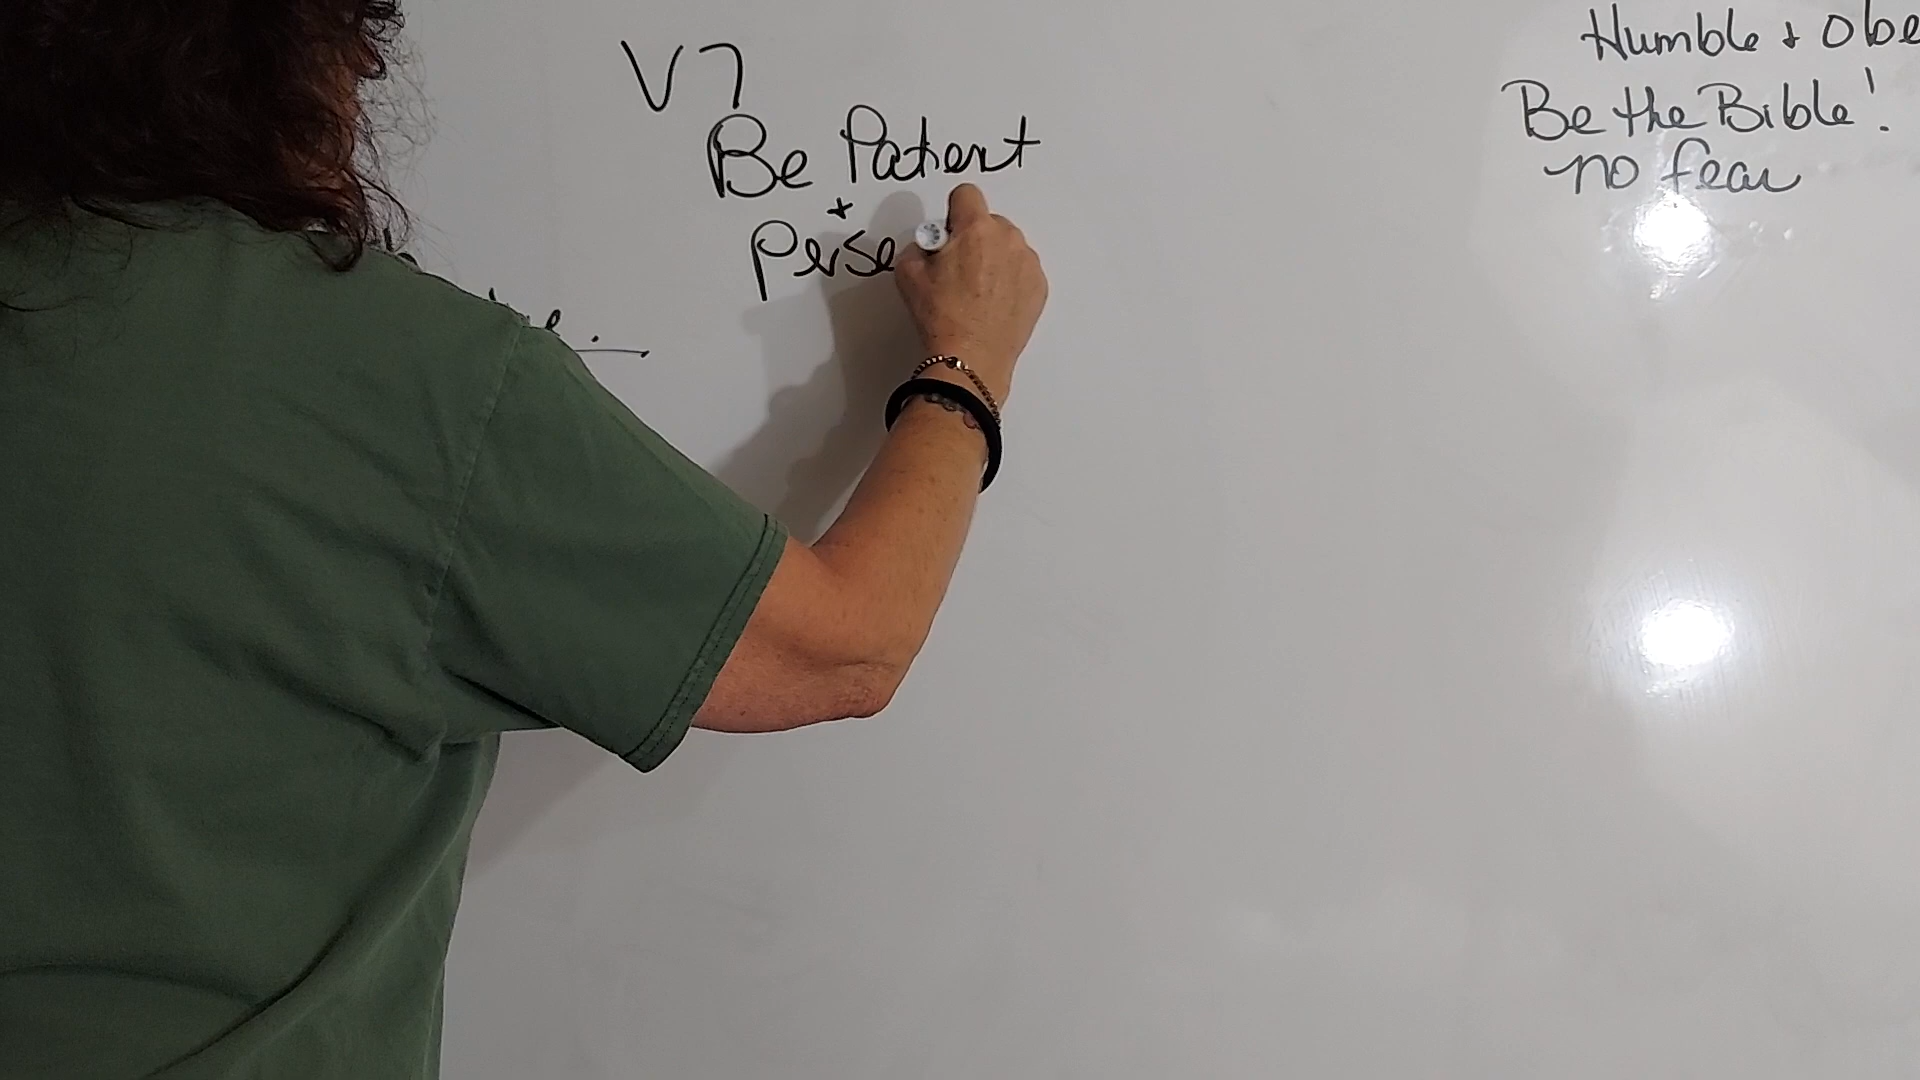 V7
Be Patient
+
Perse
Humble + Obe
Be the Bible!
no fear